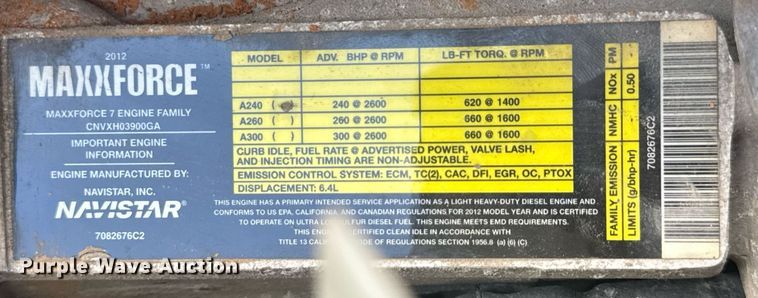 2012
MAXXFORCE™
MAXXFORCE 7 ENGINE FAMILY
CNVXH03900GA
IMPORTANT ENGINE
INFORMATION
ENGINE MANUFACTURED BY:
NAVISTAR, INC.
NAVISTAR®
7082676C2
MODEL ADV. BHP @ RPM LB-FT TORQ. @ RPM
A240 ( ) 240 @ 2600 620 @ 1400
A260 ( ) 260 @ 2600 660 @ 1600
A300 ( ) 300 @ 2600 660 @ 1600
CURB IDLE, FUEL RATE @ ADVERTISED POWER, VALVE LASH,
AND INJECTION TIMING ARE NON-ADJUSTABLE.
EMISSION CONTROL SYSTEM: ECM, TC(2), CAC, DFI, EGR, OC, PTOX
DISPLACEMENT: 6.4L
THIS ENGINE HAS A PRIMARY INTENDED SERVICE APPLICATION AS A LIGHT HEAVY-DUTY DIESEL ENGINE AND
CONFORMS TO US EPA, CALIFORNIA, AND CANADIAN REGULATIONS FOR 2012 MODEL YEAR AND IS CERTIFIED
TO OPERATE ON ULTRA LOW SULFUR DIESEL FUEL. THIS ENGINE MEETS EMD REQUIREMENTS.
THIS CERTIFIED CLEAN IDLE IN ACCORDANCE WITH
TITLE 13 CALIF CODE OF REGULATIONS SECTION 1956.8 (a) (6) (C)
FAMILY EMISSION NMHC NOx PM
LIMITS (g/bhp-hr) - 0.50 -
7082676C2
Purple Wave Auction